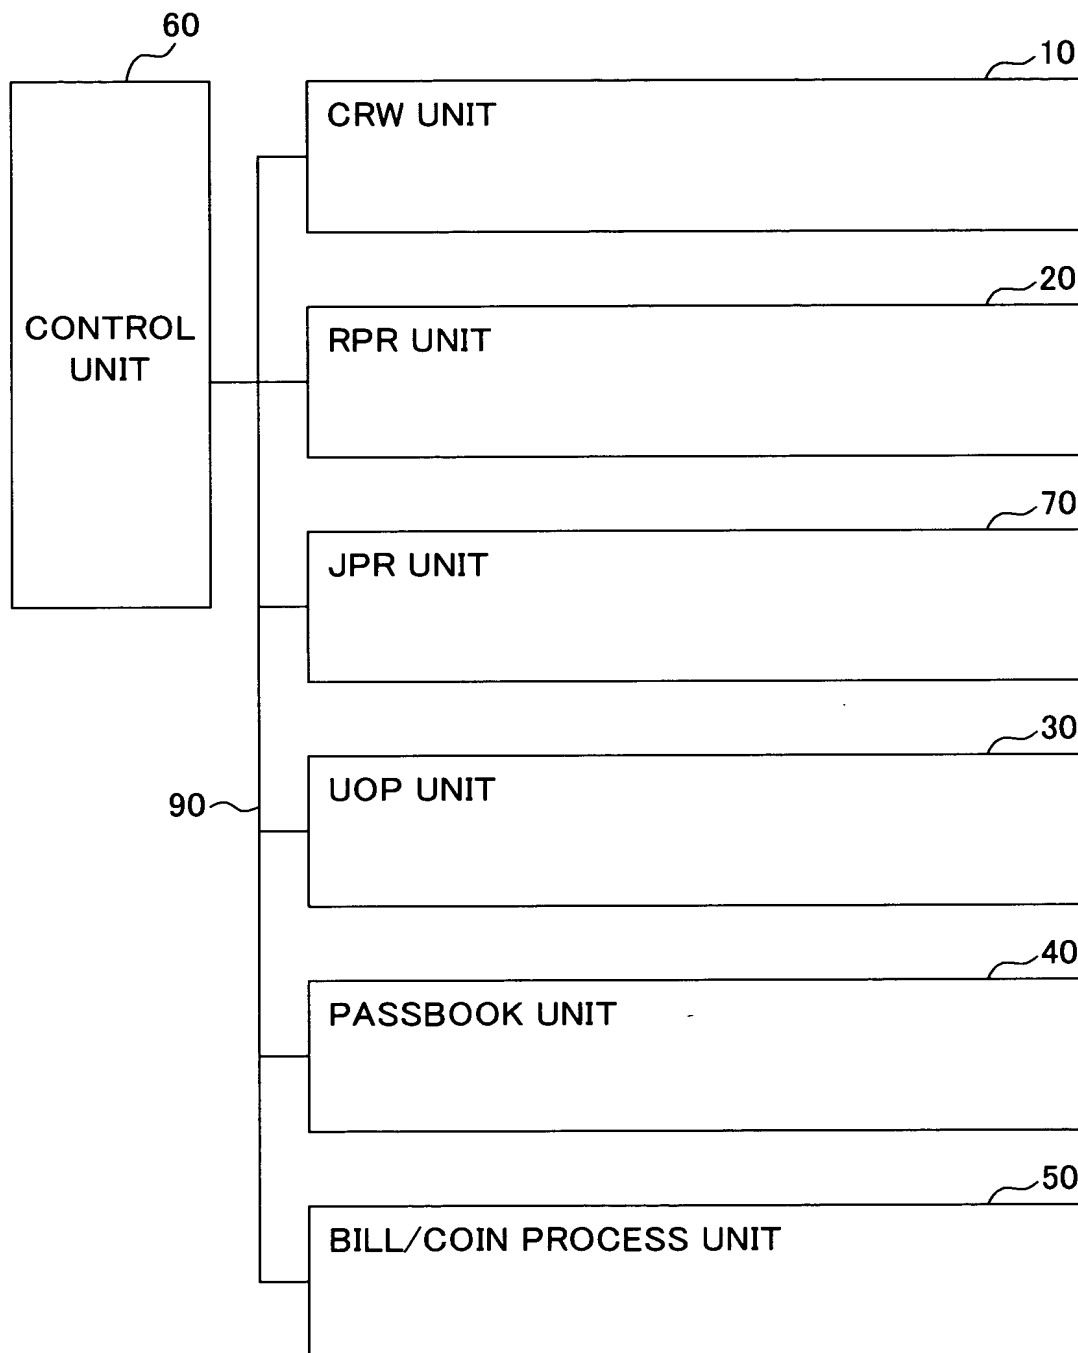 60
10
CRW UNIT
20
CONTROL
UNIT
RPR UNIT
70
JPR UNIT
30
UOP UNIT
90
40
PASSBOOK UNIT
50
BILL/COIN PROCESS UNIT